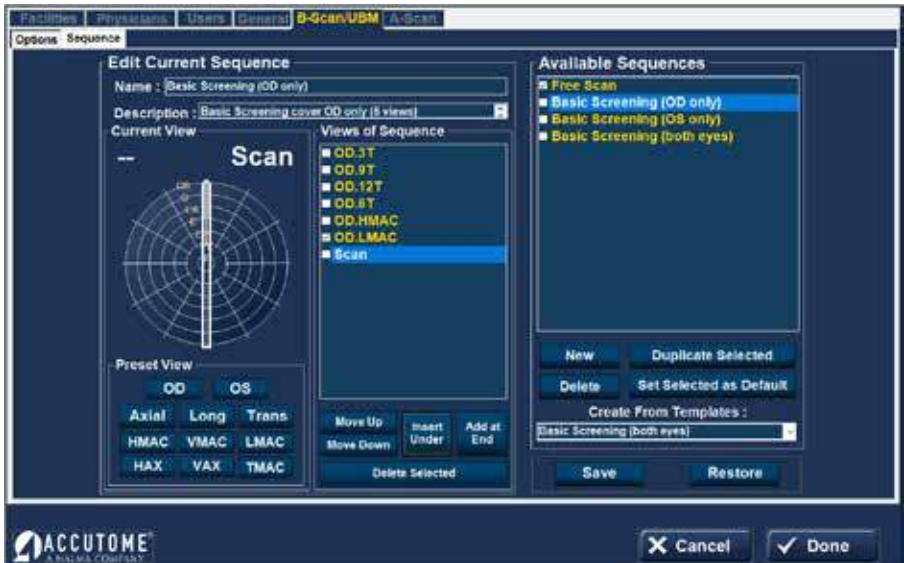 Facilities Physicians Users General B-Scan/UBM A-Scan
Options Sequence
Edit Current Sequence
Name : Basic Screening (OD only)
Description : Basic Screening cover OD only (6 views)
Current View
-- Scan
Preset View
OD OS
Axial Long Trans
HMAC VMAC LMAC
HAX VAX TMAC
Views of Sequence
OD.3T
OD.9T
OD.12T
OD.6T
OD.HMAC
OD.LMAC
Scan
Move Up
Move Down
Insert
Under
Add at
End
Delete Selected
Available Sequences
Free Scan
Basic Screening (OD only)
Basic Screening (OS only)
Basic Screening (both eyes)
New Duplicate Selected
Delete Set Selected as Default
Create From Templates :
Basic Screening (both eyes)
Save Restore
ACCUTOME
A HALMA COMPANY
Cancel Done